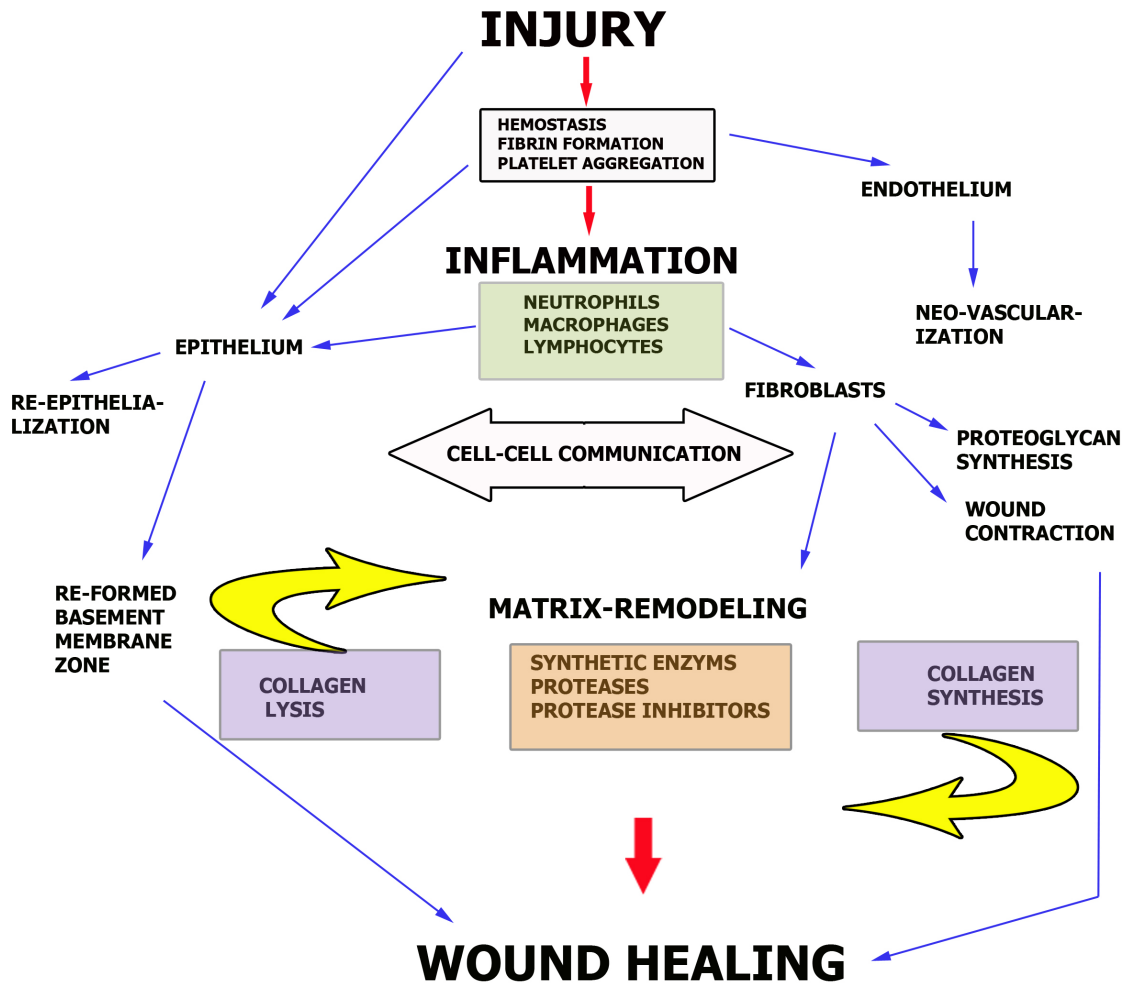 INJURY
HEMOSTASIS
FIBRIN FORMATION
PLATELET AGGREGATION
ENDOTHELIUM
INFLAMMATION
NEUTROPHILS
MACROPHAGES
LYMPHOCYTES
NEO-VASCULAR-
IZATION
EPITHELIUM
FIBROBLASTS
RE-EPITHELIA-
LIZATION
CELL-CELL COMMUNICATION
PROTEOGLYCAN
SYNTHESIS
WOUND
CONTRACTION
RE-FORMED
BASEMENT
MEMBRANE
ZONE
MATRIX-REMODELING
COLLAGEN
LYSIS
SYNTHETIC ENZYMS
PROTEASES
PROTEASE INHIBITORS
COLLAGEN
SYNTHESIS
WOUND HEALING